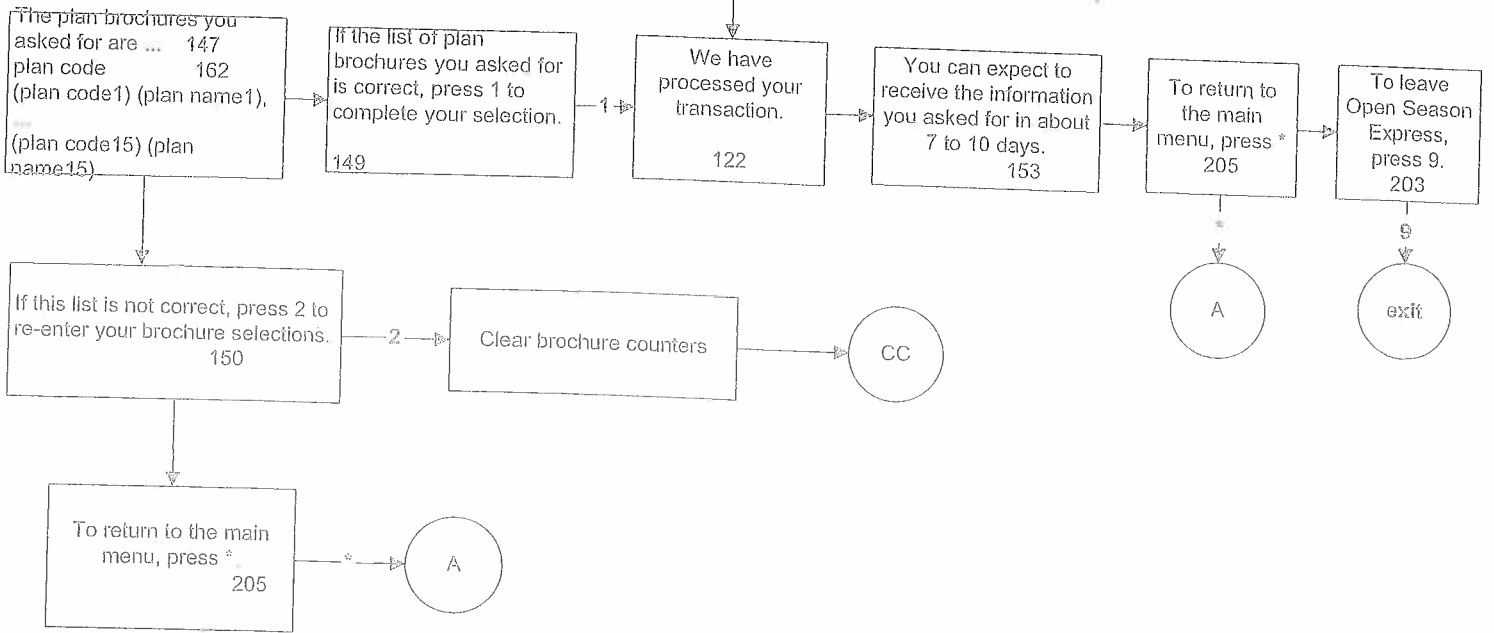 The plan brochures you
asked for are ... 147
plan code 162
(plan code1) (plan name1),
...
(plan code15) (plan
name15)
If the list of plan
brochures you asked for
is correct, press 1 to
complete your selection.
149
1
We have
processed your
transaction.
122
You can expect to
receive the information
you asked for in about
7 to 10 days.
153
To return to
the main
menu, press *
205
To leave
Open Season
Express,
press 9.
203
*
9
A
exit
If this list is not correct, press 2 to
re-enter your brochure selections.
150
2
Clear brochure counters
CC
To return to the main
menu, press *
205
*
A